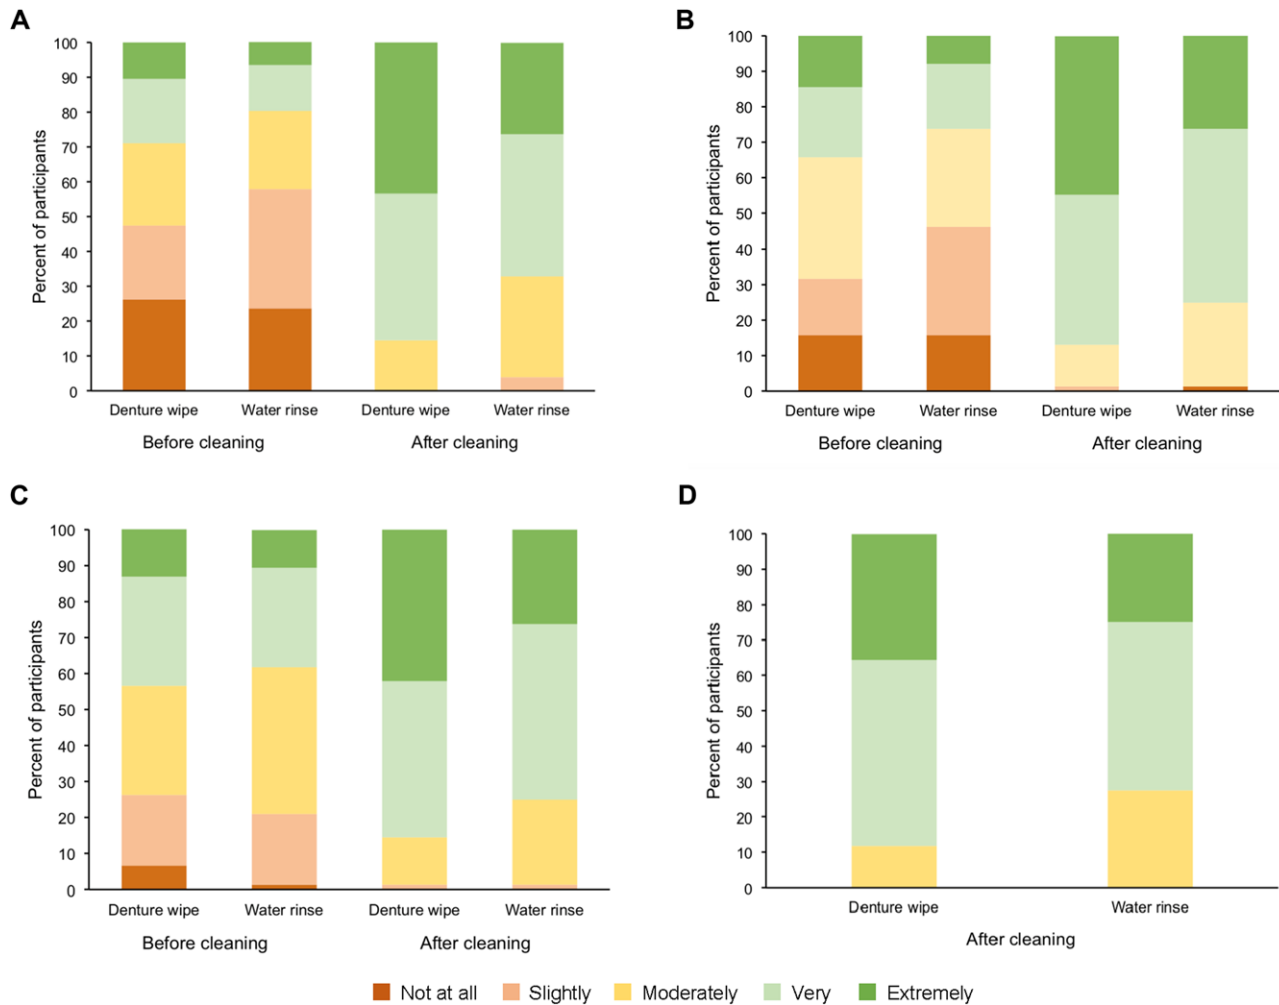 A
100
90
80
70
60
50
40
30
20
10
0
Percent of participants
Denture wipe Water rinse Denture wipe Water rinse
Before cleaning After cleaning
B
100
90
80
70
60
50
40
30
20
10
0
Percent of participants
Denture wipe Water rinse Denture wipe Water rinse
Before cleaning After cleaning
C
100
90
80
70
60
50
40
30
20
10
0
Percent of participants
Denture wipe Water rinse Denture wipe Water rinse
Before cleaning After cleaning
D
100
90
80
70
60
50
40
30
20
10
0
Percent of participants
Denture wipe Water rinse
After cleaning
Not at all Slightly Moderately Very Extremely